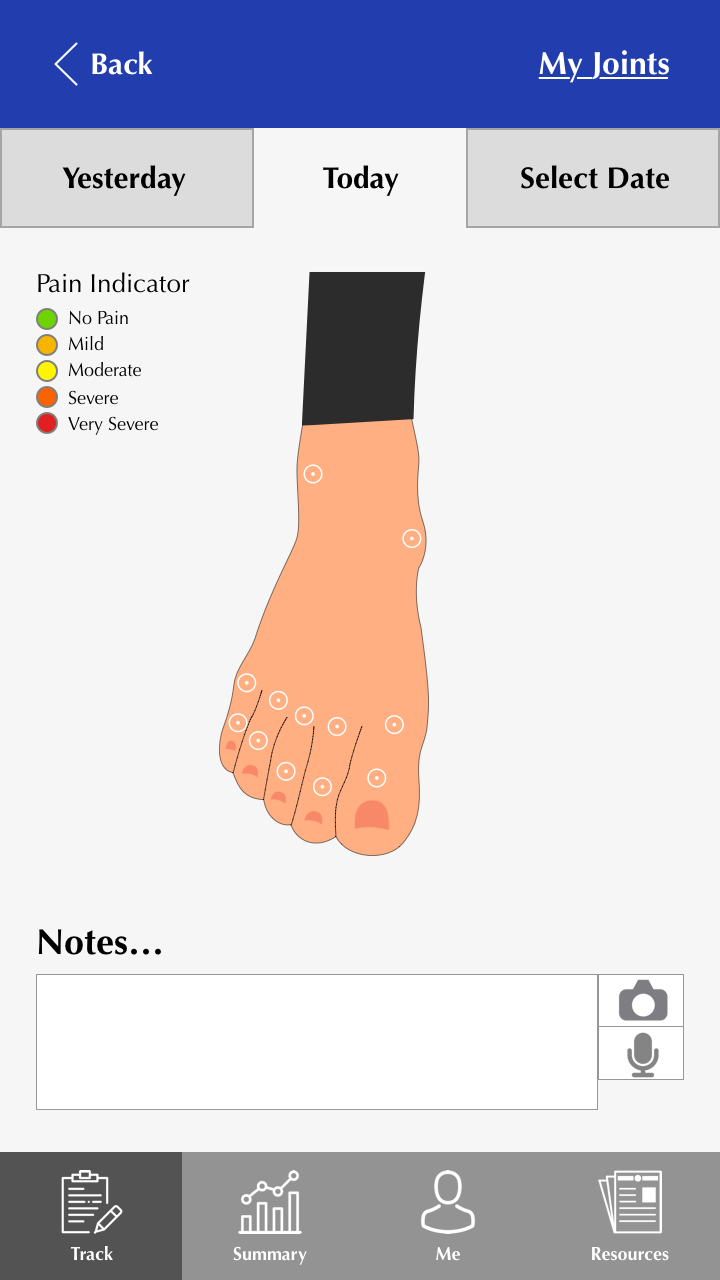 Back
My Joints
Yesterday
Today
Select Date
Pain Indicator
No Pain
Mild
Moderate
Severe
Very Severe
Notes...
Track
Summary
Me
Resources